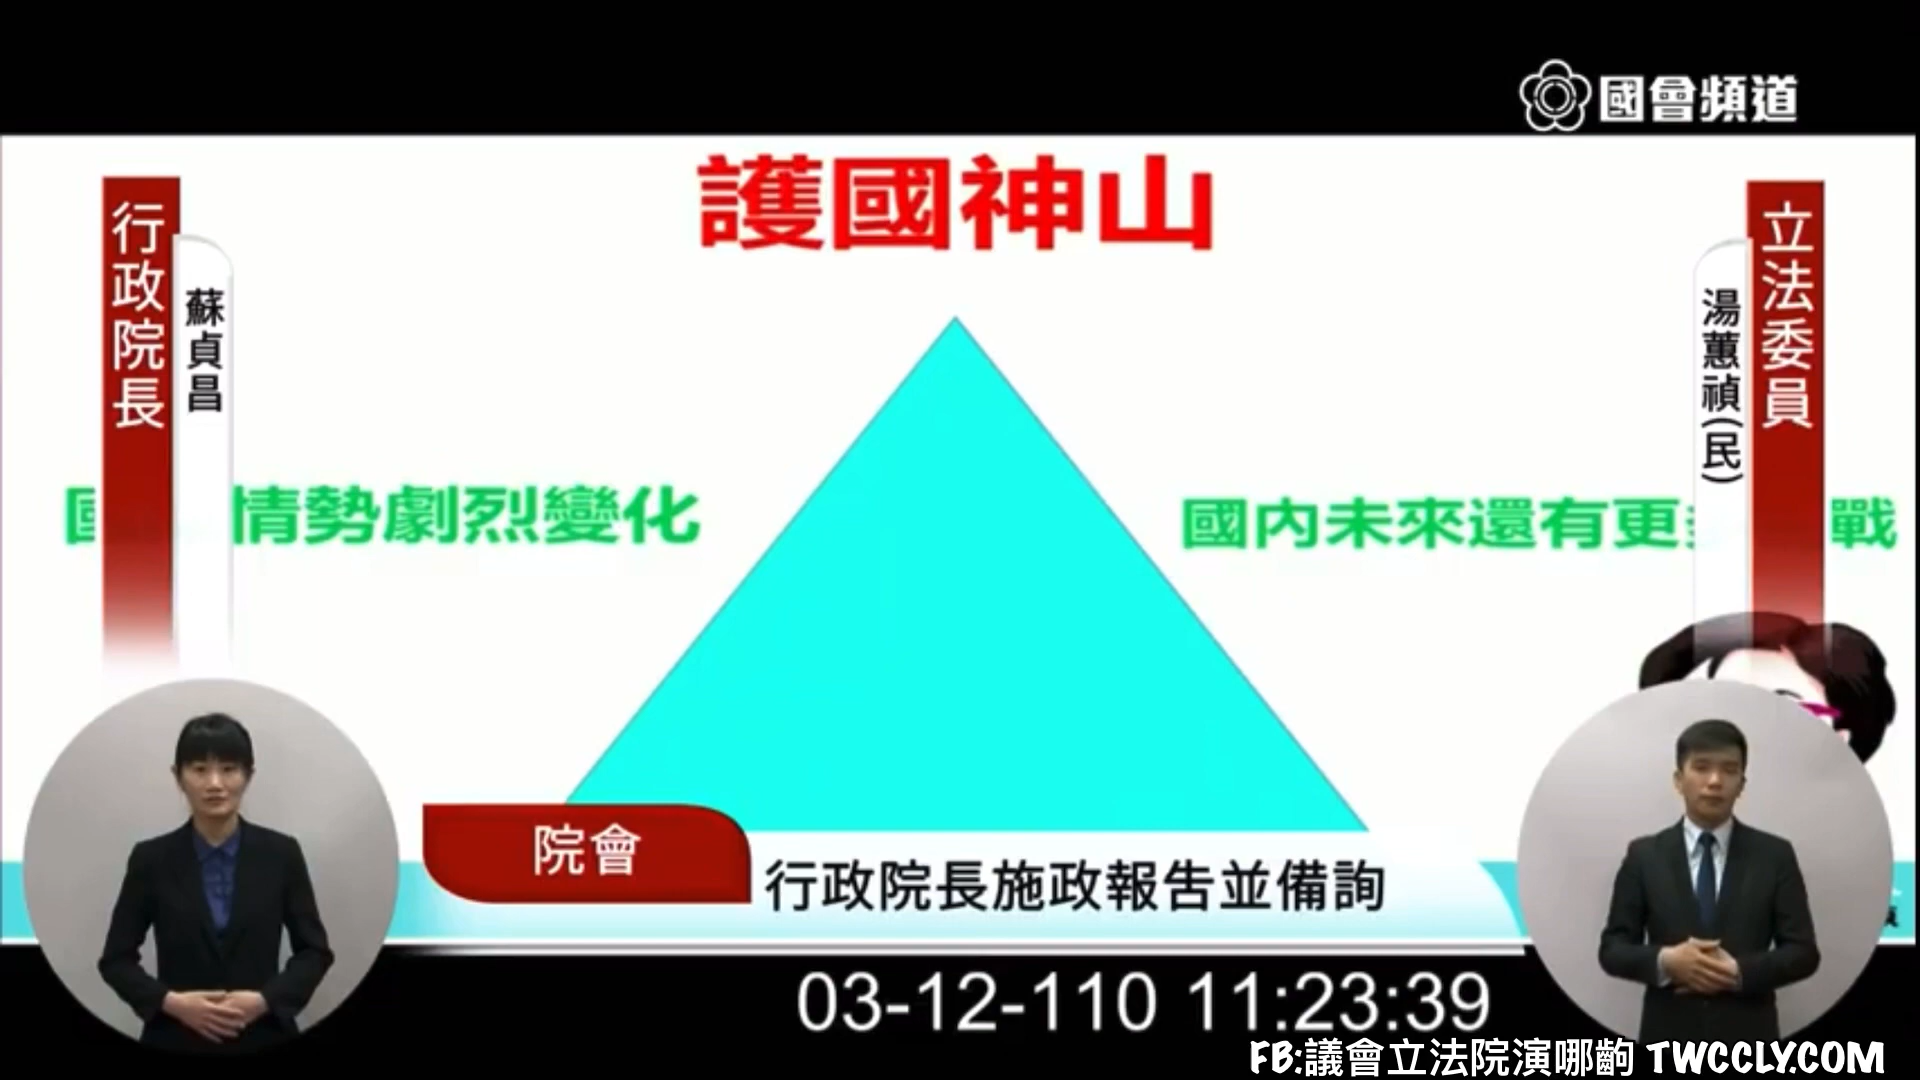 國會頻道
護國神山
行政院長
蘇貞昌
立法委員
湯蕙禎(民)
情勢劇烈變化
國內未來還有更 戰
院會
行政院長施政報告並備詢
03-12-110 11:23:39
FB:議會立法院演哪齣 TWCCLY.COM